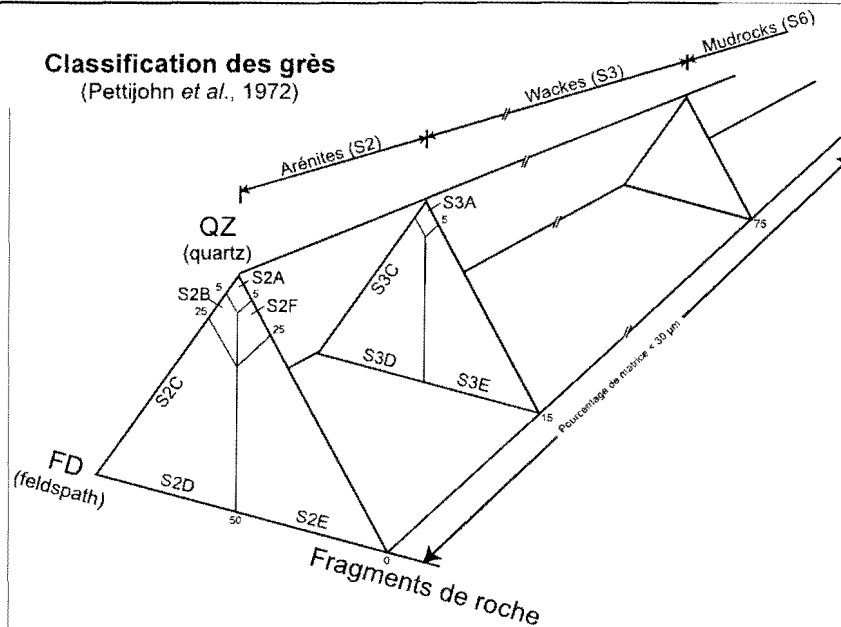 Classification des grès
(Pettijohn et al., 1972)
Mudrocks (S6)
Wackes (S3)
Arénites (S2)
QZ
(quartz)
S3A
5
S3C
75
S2A
S2B
5
5
S2F
25
25
S3D
S3E
15
Pourcentage de matrice < 30 µm
S2C
FD
(feldspath)
S2D
50
S2E
0
Fragments de roche